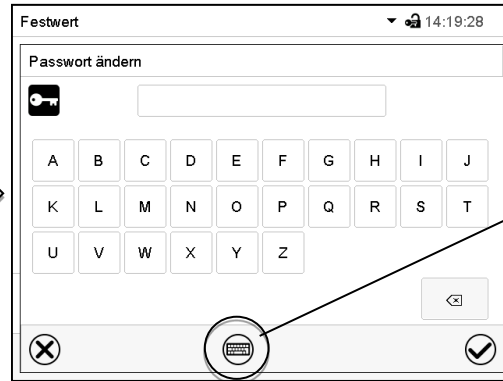 Festwert 14:19:28
Passwort ändern
A B C D E F G H I J
K L M N O P Q R S T
U V W X Y Z